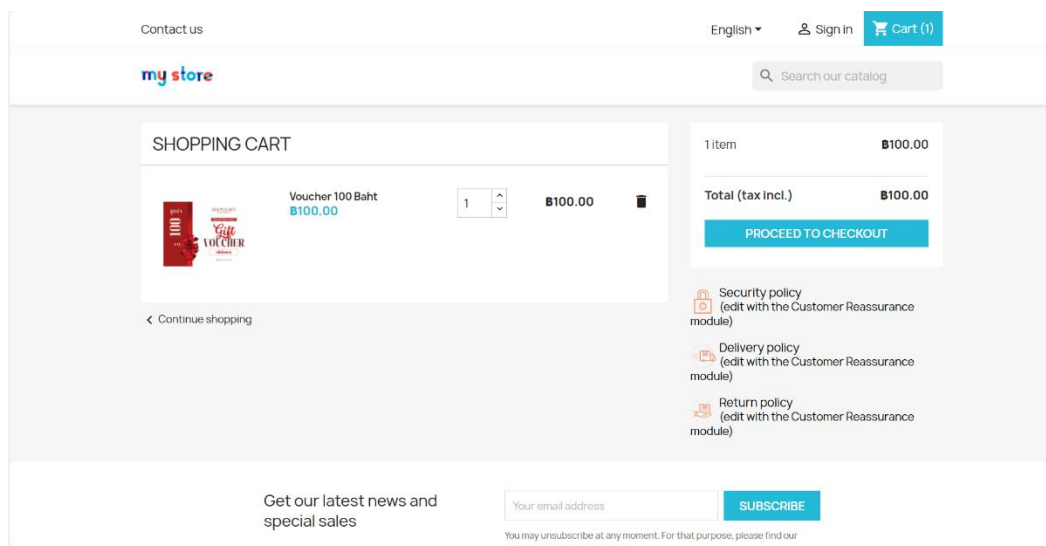 Contact us
English
Sign in
Cart (1)
my store
Search our catalog
SHOPPING CART
Voucher 100 Baht
฿100.00
1
฿100.00
100
Gift
VOUCHER
Continue shopping
1 item
฿100.00
Total (tax incl.)
฿100.00
PROCEED TO CHECKOUT
Security policy
(edit with the Customer Reassurance
module)
Delivery policy
(edit with the Customer Reassurance
module)
Return policy
(edit with the Customer Reassurance
module)
Get our latest news and
special sales
Your email address
SUBSCRIBE
You may unsubscribe at any moment. For that purpose, please find our